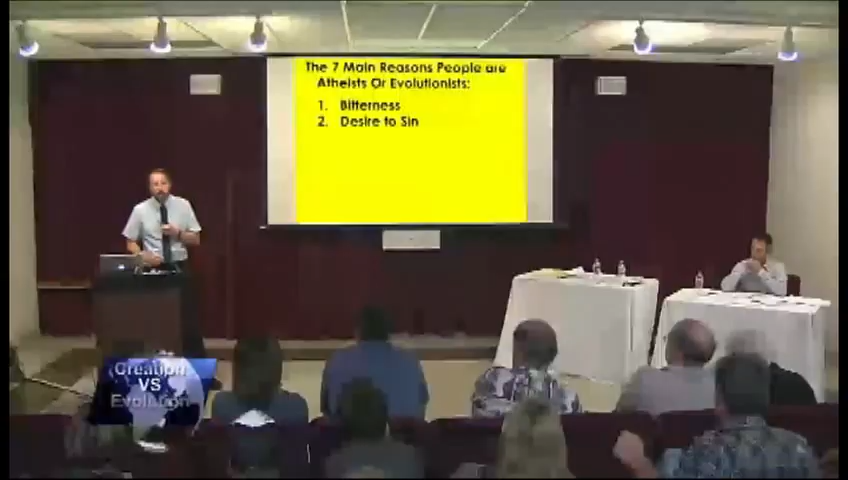 The 7 Main Reasons People are
Atheists Or Evolutionists:
1. Bitterness
2. Desire to Sin
Creation
VS
Evolution